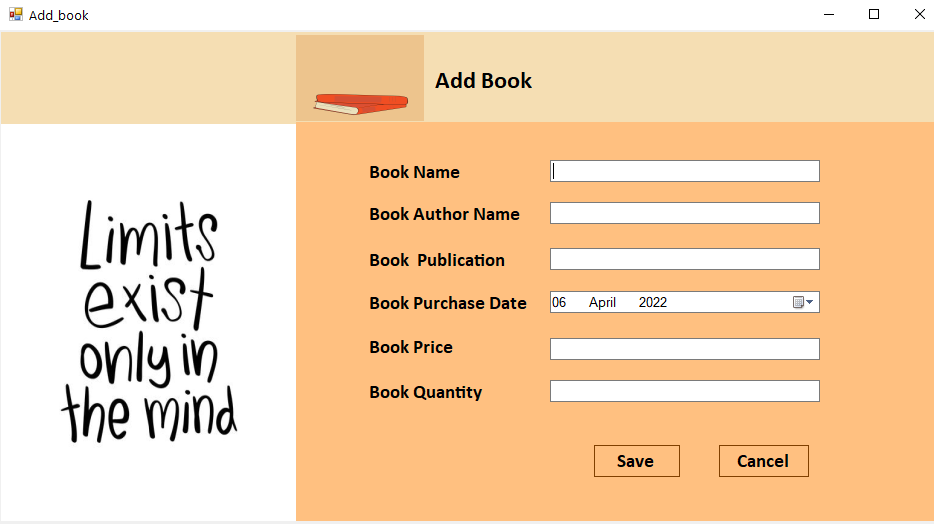 Add_book
Add Book
Limits
exist
only in
the mind
Book Name
Book Author Name
Book  Publication
Book Purchase Date 06 April 2022
Book Price
Book Quantity
Save Cancel